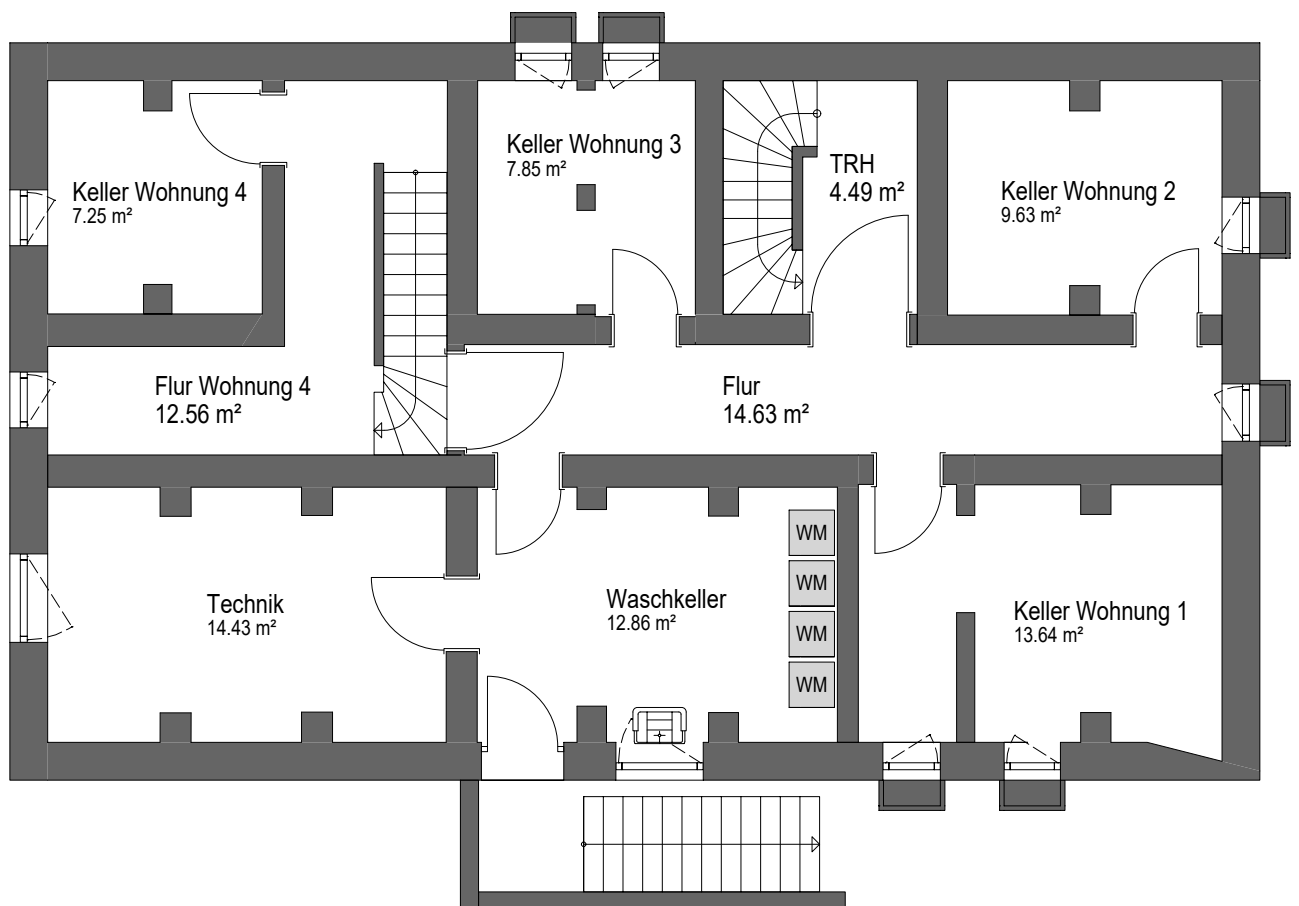 Keller Wohnung 4
7.25 m²
Keller Wohnung 3
7.85 m²
TRH
4.49 m²
Keller Wohnung 2
9.63 m²
Flur Wohnung 4
12.56 m²
Flur
14.63 m²
Technik
14.43 m²
Waschkeller
12.86 m²
WM
WM
WM
WM
Keller Wohnung 1
13.64 m²